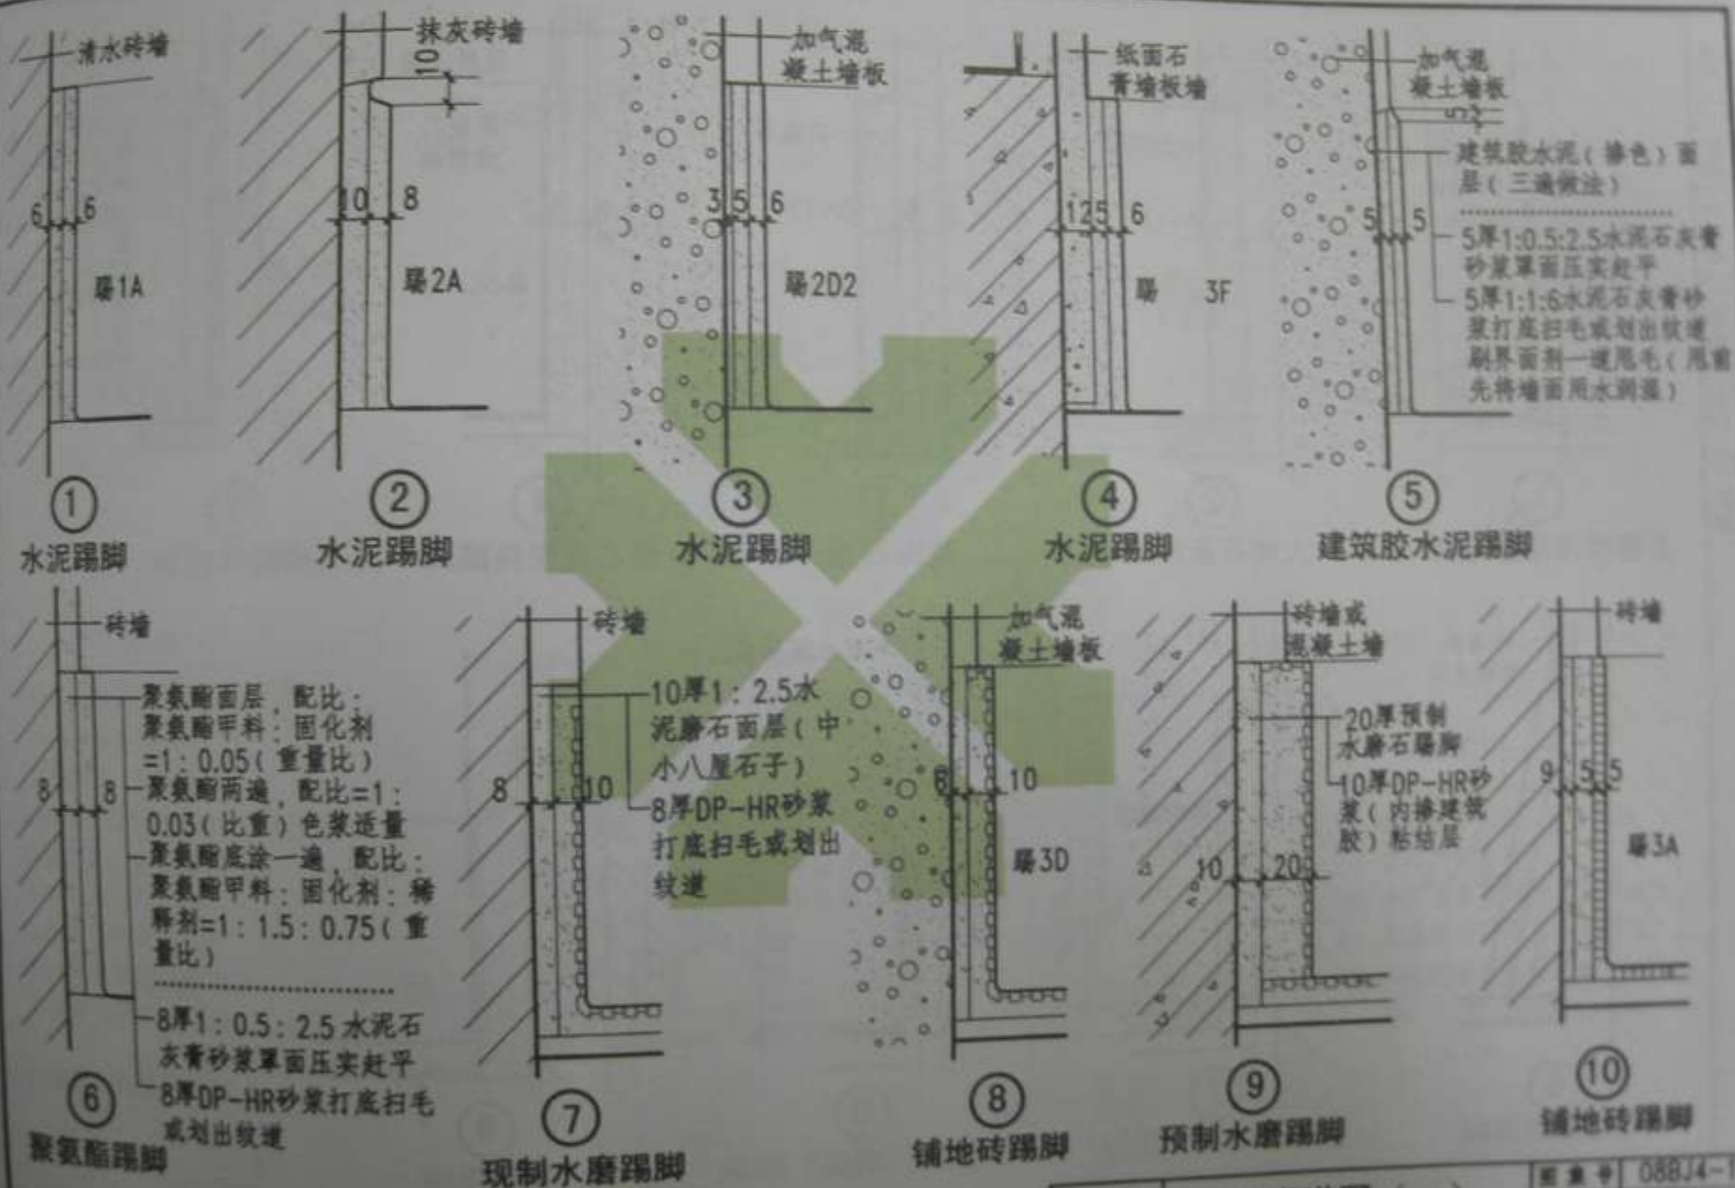 清水砖墙
6
6
踢1A
①
水泥踢脚
抹灰砖墙
10
10
8
踢2A
②
水泥踢脚
加气混
凝土墙板
3
5
6
踢2D2
③
水泥踢脚
纸面石
膏墙板墙
12
5
6
踢 3F
④
水泥踢脚
加气混
凝土墙板
5
建筑胶水泥（掺色）面
层（三遍做法）
5
5
5厚1:0.5:2.5水泥石灰膏
砂浆罩面压实赶平
5厚1:1:6水泥石灰膏砂
浆打底扫毛或划出纹道
刷界面剂一道甩毛（甩前
先将墙面用水润湿）
⑤
建筑胶水泥踢脚
砖墙
聚氨酯面层，配比：
聚氨酯甲料：固化剂
=1：0.05（重量比）
8
8
聚氨酯两遍，配比=1：
0.03（比重）色浆适量
聚氨酯底涂一遍，配比：
聚氨酯甲料：固化剂：稀
释剂=1：1.5：0.75（重
量比）
8厚1：0.5：2.5水泥石
灰膏砂浆罩面压实赶平
8厚DP-HR砂浆打底扫毛
或划出纹道
⑥
聚氨酯踢脚
砖墙
10厚1：2.5水
泥磨石面层（中
小八厘石子）
8
10
8厚DP-HR砂浆
打底扫毛或划出
纹道
⑦
现制水磨踢脚
加气混
凝土墙板
6
10
踢3D
⑧
铺地砖踢脚
砖墙或
混凝土墙
20厚预制
水磨石踢脚
10厚DP-HR砂
浆（内掺建筑
胶）粘结层
10
20
⑨
预制水磨踢脚
砖墙
9
5
5
踢3A
⑩
铺地砖踢脚
图集号
08BJ4-